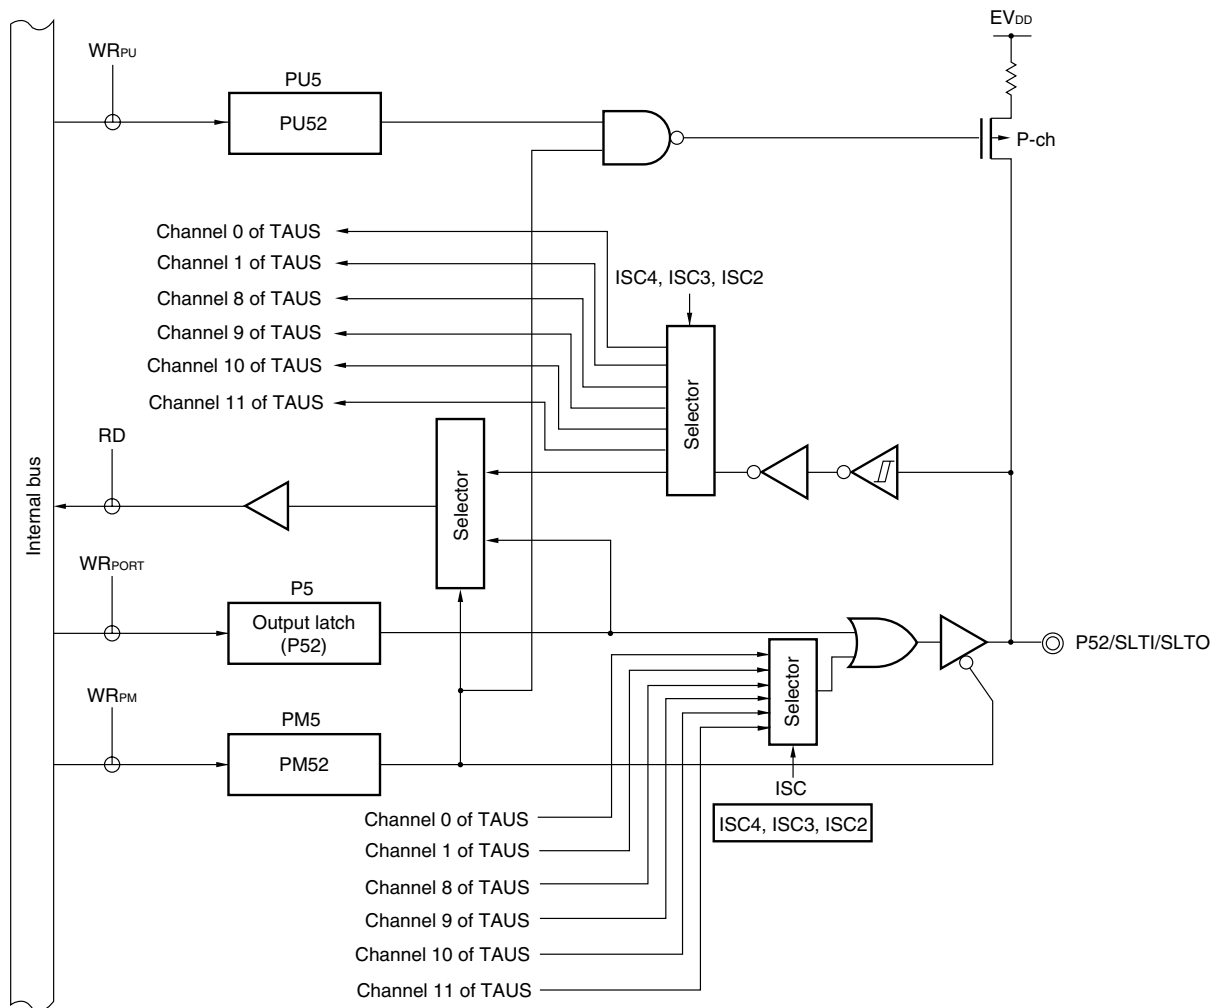 EVDD
WRPU
PU5
PU52
P-ch
Channel 0 of TAUS
Channel 1 of TAUS
Channel 8 of TAUS
Channel 9 of TAUS
Channel 10 of TAUS
Channel 11 of TAUS
ISC4, ISC3, ISC2
Selector
RD
Selector
Internal bus
WRPORT
P5
Output latch
(P52)
P52/SLTI/SLTO
Selector
WRPM
PM5
PM52
ISC
ISC4, ISC3, ISC2
Channel 0 of TAUS
Channel 1 of TAUS
Channel 8 of TAUS
Channel 9 of TAUS
Channel 10 of TAUS
Channel 11 of TAUS